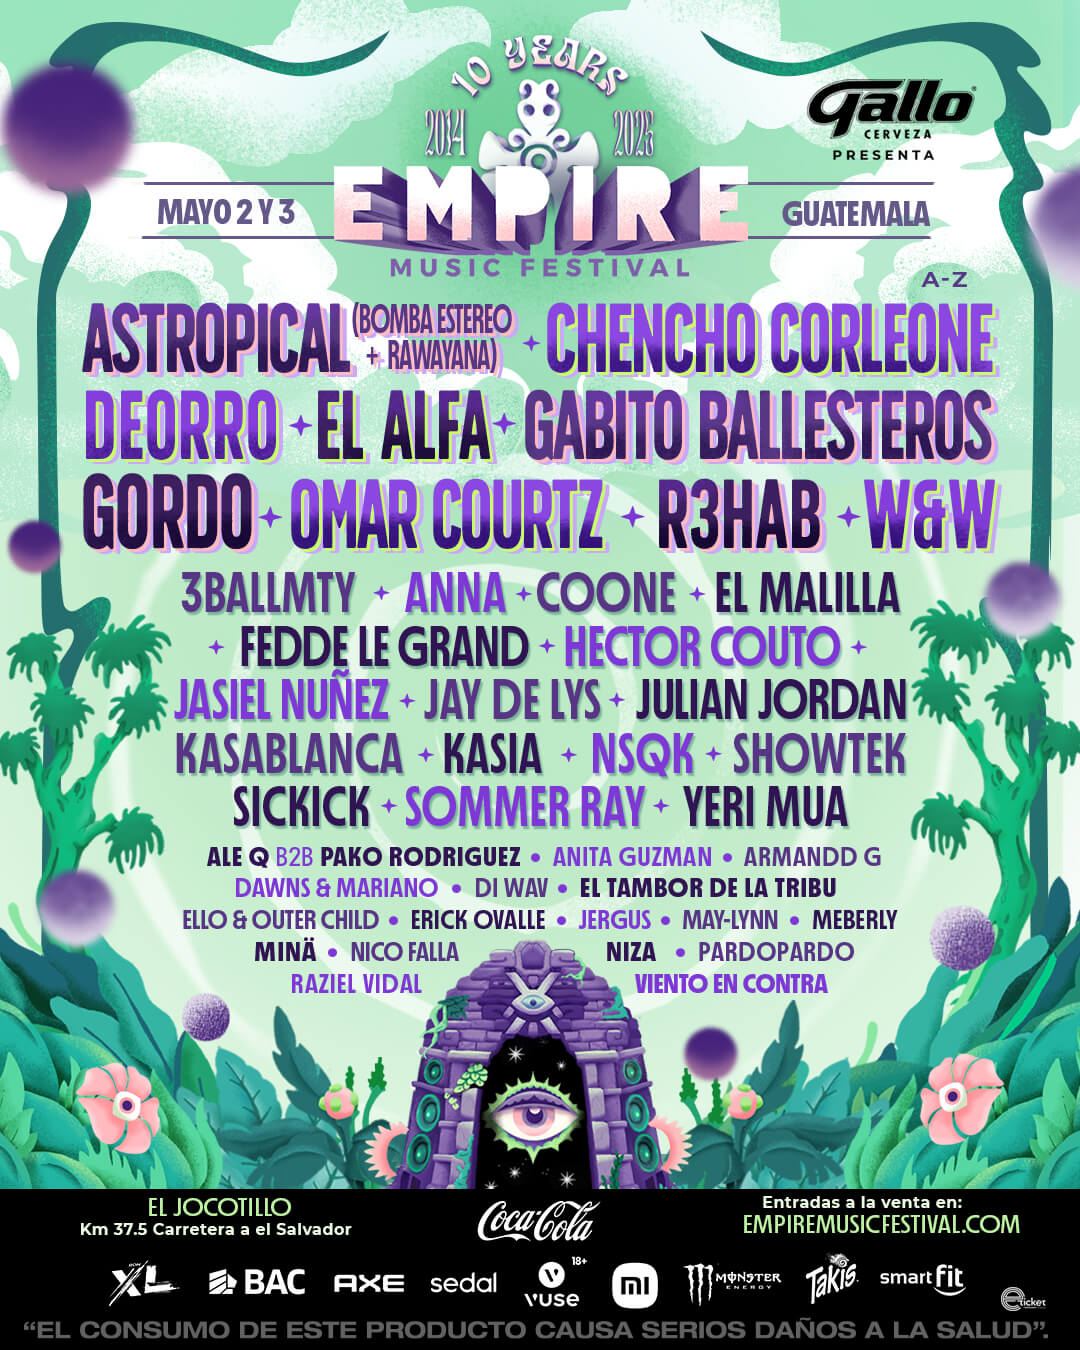 10 YEARS
2014 2025
Gallo
CERVEZA
PRESENTA
MAYO 2 Y 3
EMPIRE
GUATEMALA
MUSIC FESTIVAL
A-Z
ASTROPICAL (BOMBA ESTEREO + RAWAYANA) CHENCHO CORLEONE
DEORRO EL ALFA GABITO BALLESTEROS
GORDO OMAR COURTZ R3HAB W&W
3BALLMTY ANNA COONE EL MALILLA
FEDDE LE GRAND HECTOR COUTO
JASIEL NUÑEZ JAY DE LYS JULIAN JORDAN
KASABLANCA KASIA NSQK SHOWTEK
SICKICK SOMMER RAY YERI MUA
ALE Q B2B PAKO RODRIGUEZ • ANITA GUZMAN • ARMANDD G
DAWNS & MARIANO • DI WAV • EL TAMBOR DE LA TRIBU
ELLO & OUTER CHILD • ERICK OVALLE • JERGUS • MAY-LYNN • MEBERLY
MINÄ • NICO FALLA NIZA • PARDOPARDO
RAZIEL VIDAL VIENTO EN CONTRA
EL JOCOTILLO
Km 37.5 Carretera a el Salvador
Coca-Cola
Entradas a la venta en:
EMPIREMUSICFESTIVAL.COM
XL BAC AXE sedal VUSE 18+ MI MONSTER ENERGY Takis smart fit eticket
“EL CONSUMO DE ESTE PRODUCTO CAUSA SERIOS DAÑOS A LA SALUD”.